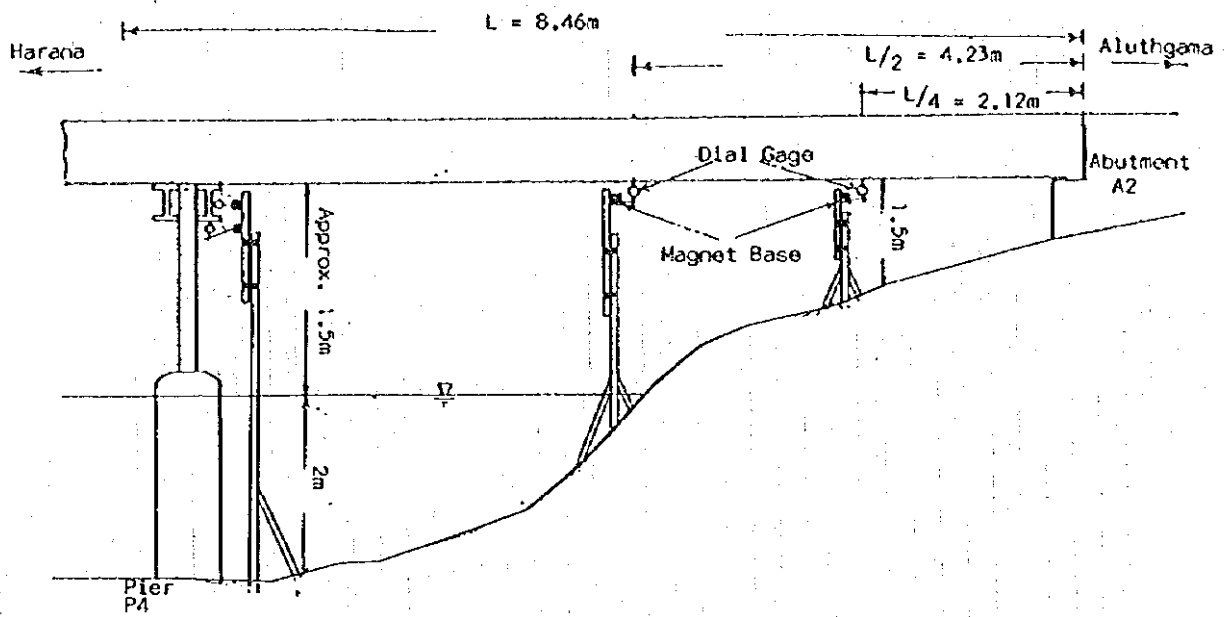 L = 8.46m
Harana
Aluthgama
L/2 = 4.23m
L/4 = 2.12m
Dial Gage
Abutment
A2
Approx. 1.5m
1.5m
Magnet Base
2m
Pier
P4